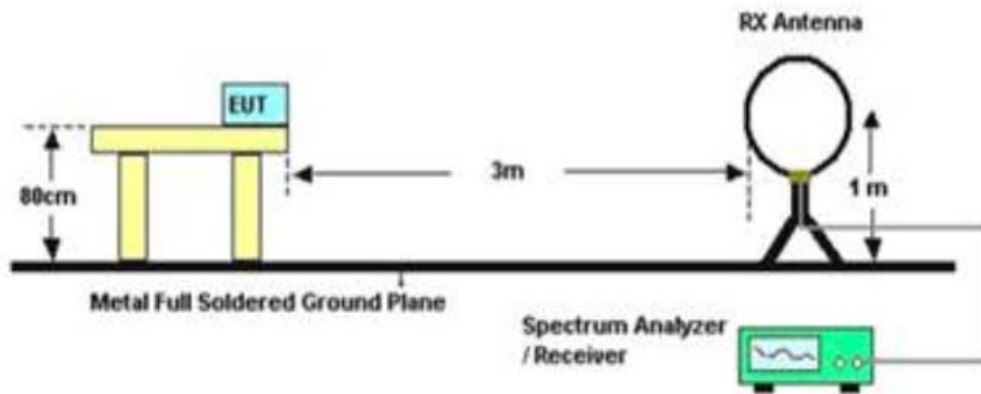 RX Antenna
EUT
80cm
3m
1 m
Metal Full Soldered Ground Plane
Spectrum Analyzer
/ Receiver